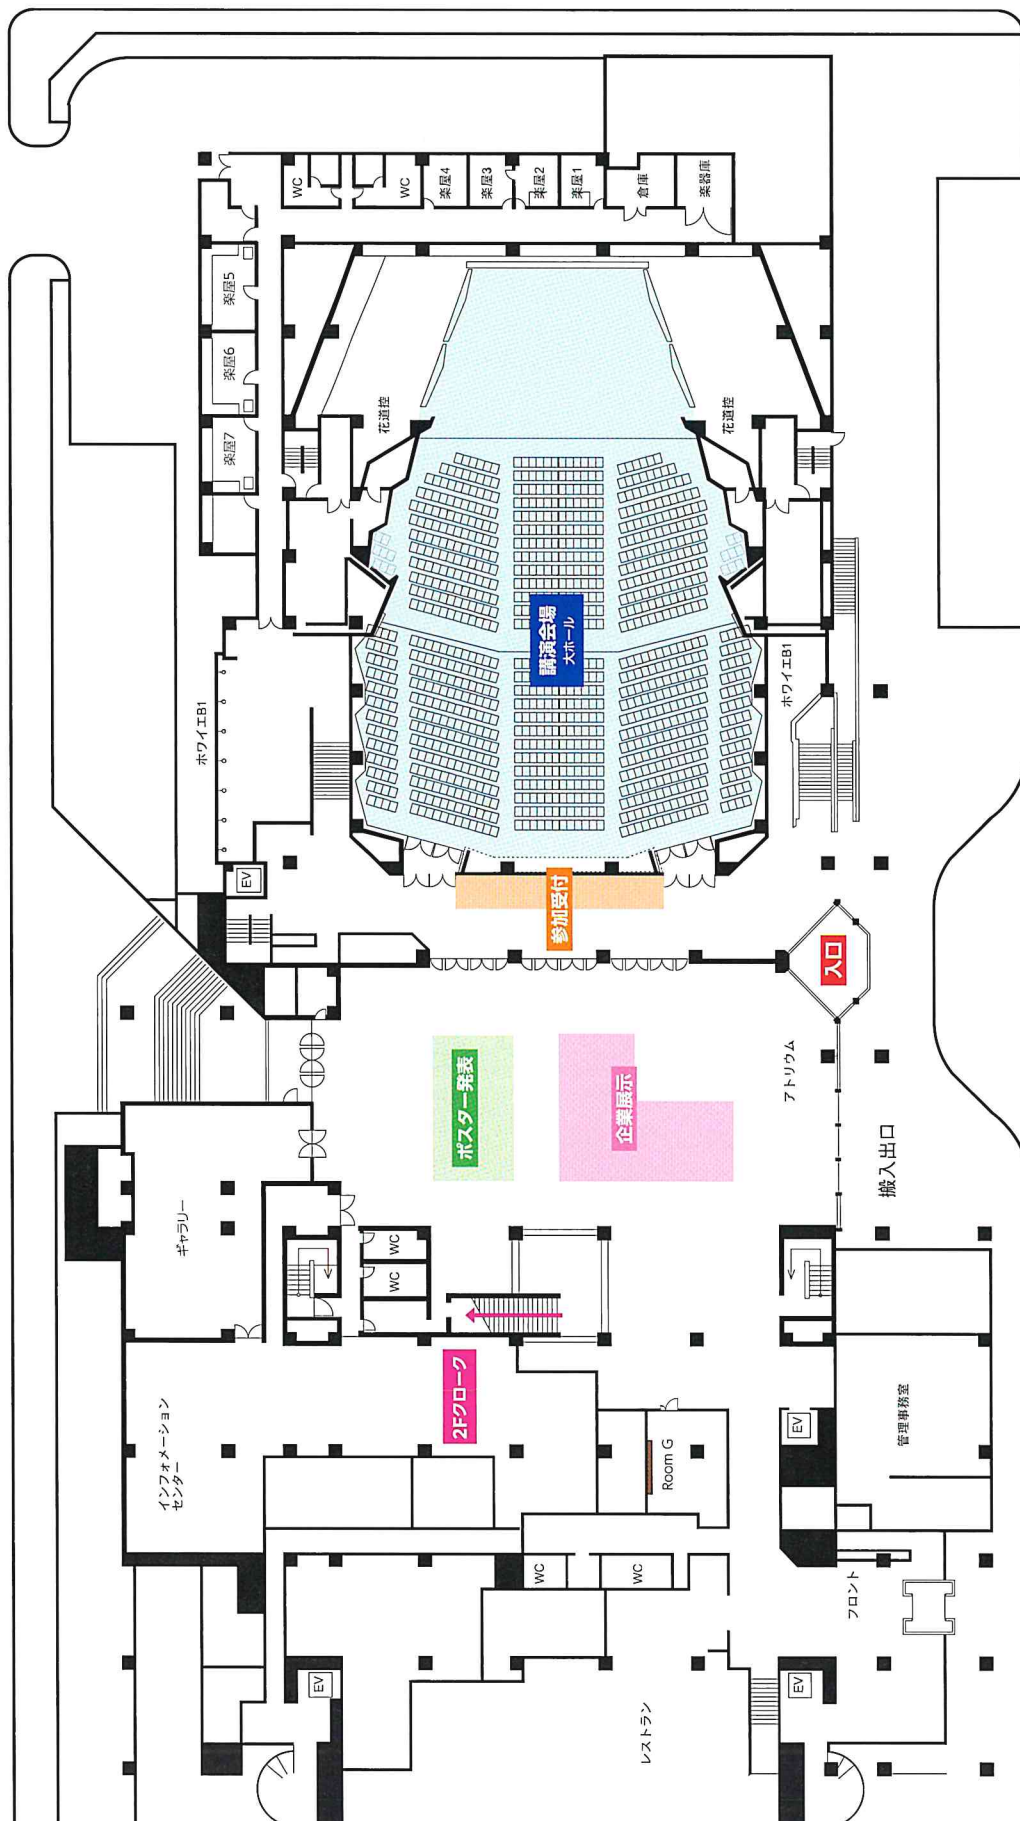 WC
WC
楽屋4
楽屋3
楽屋2
楽屋1
倉庫
楽器庫
楽屋5
楽屋6
楽屋7
花道控
花道控
講演会場
大ホール
ホワイエB1
ホワイエB1
EV
参加受付
入口
ポスター発表
企業展示
アトリウム
搬入出口
ギャラリー
WC
WC
2Fクローク
インフォメーション
センター
Room G
EV
管理事務室
WC
WC
フロント
EV
EV
レストラン